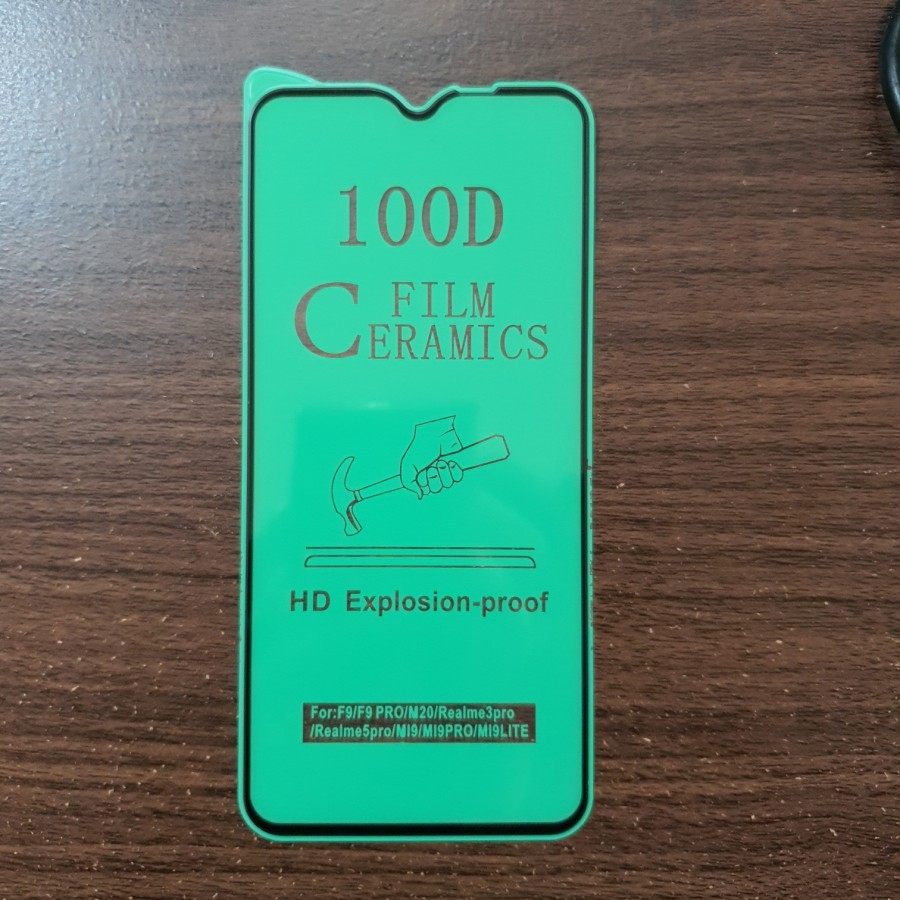 100D
FILM
CERAMICS
HD Explosion-proof
For:F9/F9 PRO/M20/Realme3pro
/Realme5pro/MI9/MI9PRO/MI9LITE